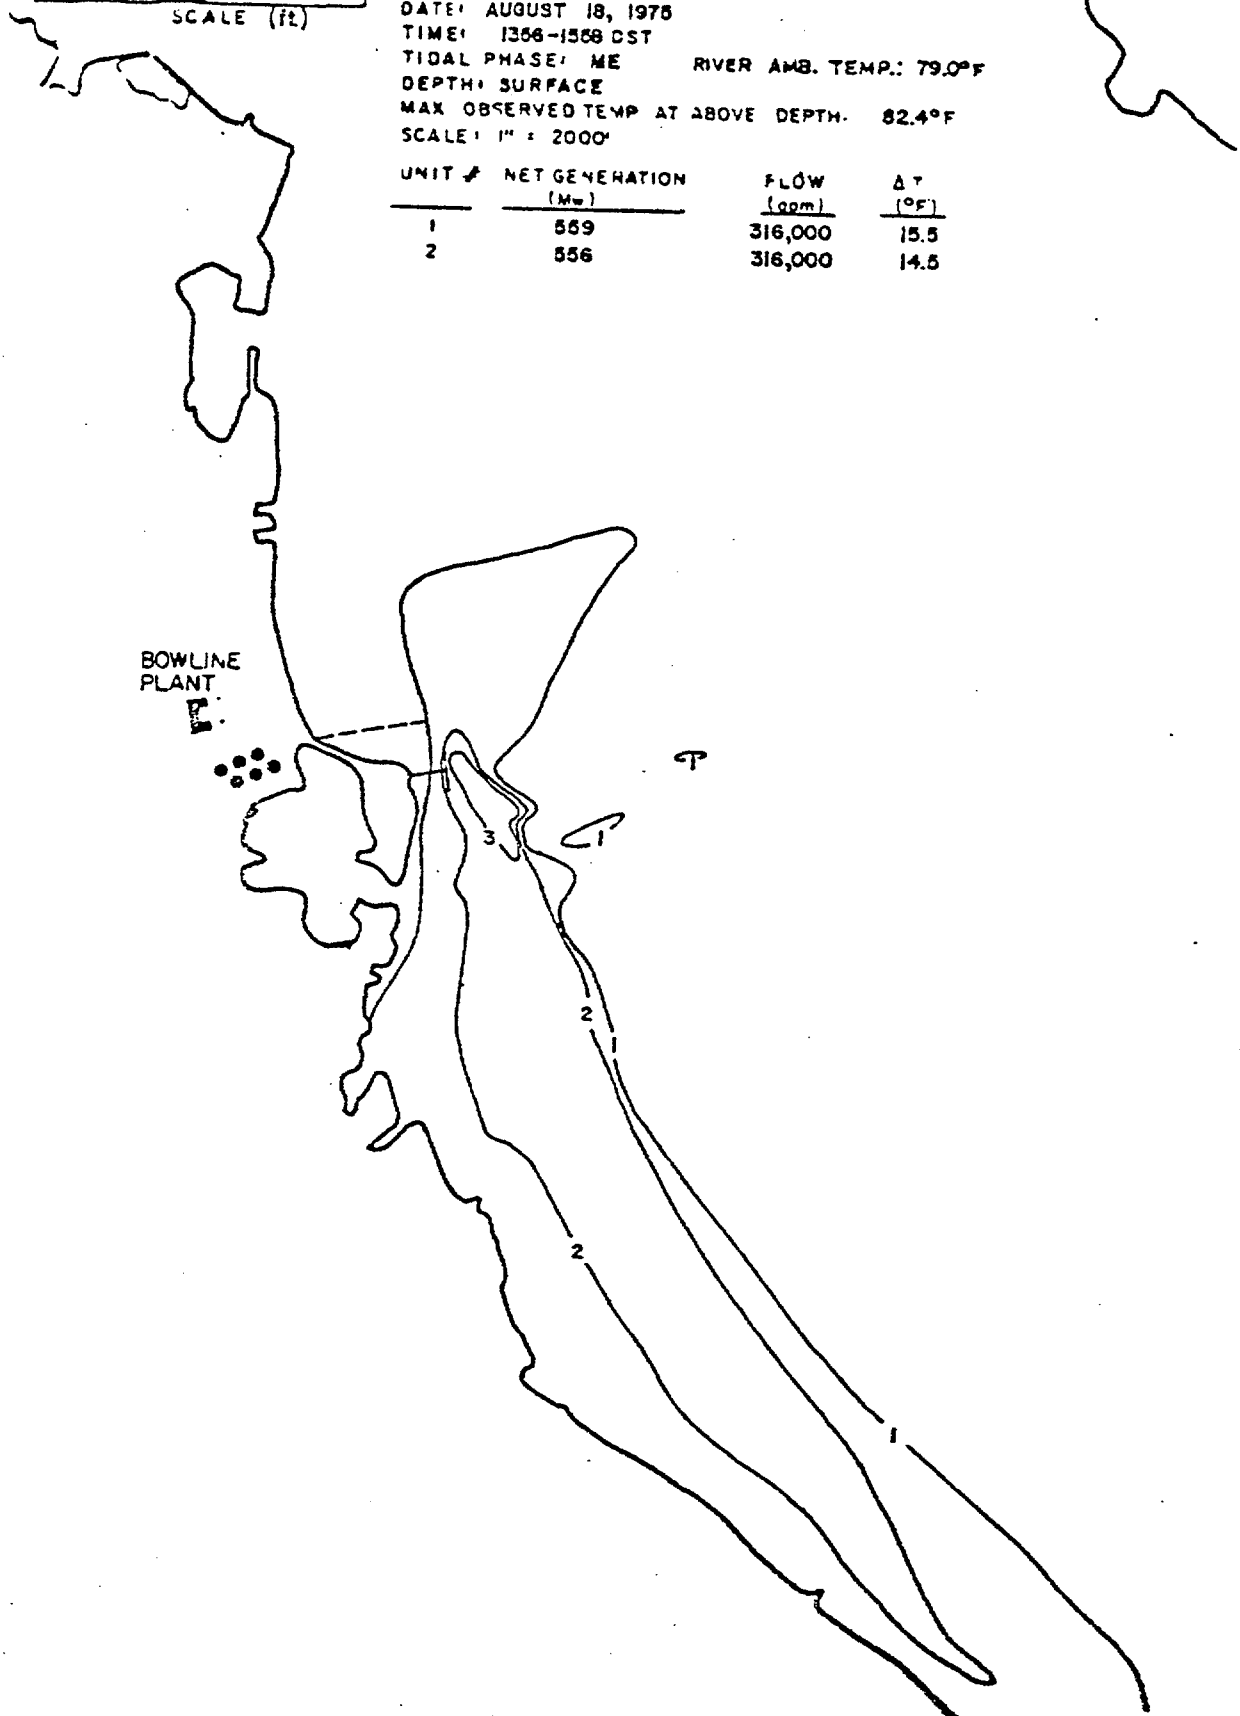 SCALE (ft)
DATE: AUGUST 18, 1975
TIME: 1356-1558 DST
TIDAL PHASE: ME RIVER AMB. TEMP.: 79.0°F
DEPTH: SURFACE
MAX OBSERVED TEMP AT ABOVE DEPTH. 82.4°F
SCALE: 1" = 2000'
UNIT # NET GENERATION FLOW ΔT
(Mw) (gpm) (°F)
1 559 316,000 15.5
2 556 316,000 14.5
BOWLINE
PLANT
1
3
1
2
1
2
1